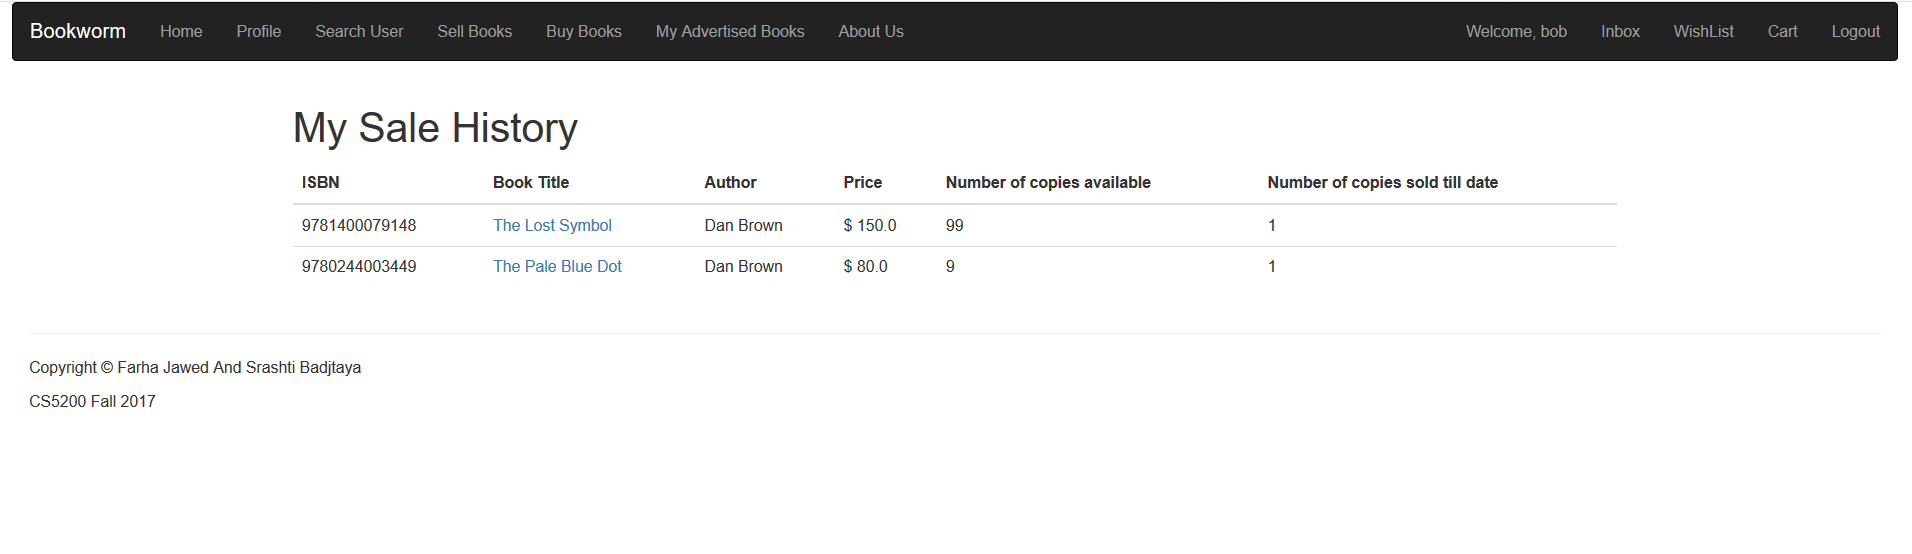 Bookworm Home Profile Search User Sell Books Buy Books My Advertised Books About Us Welcome, bob Inbox WishList Cart Logout
My Sale History
ISBN Book Title Author Price Number of copies available Number of copies sold till date
9781400079148 The Lost Symbol Dan Brown $ 150.0 99 1
9780244003449 The Pale Blue Dot Dan Brown $ 80.0 9 1
Copyright © Farha Jawed And Srashti Badjtaya
CS5200 Fall 2017